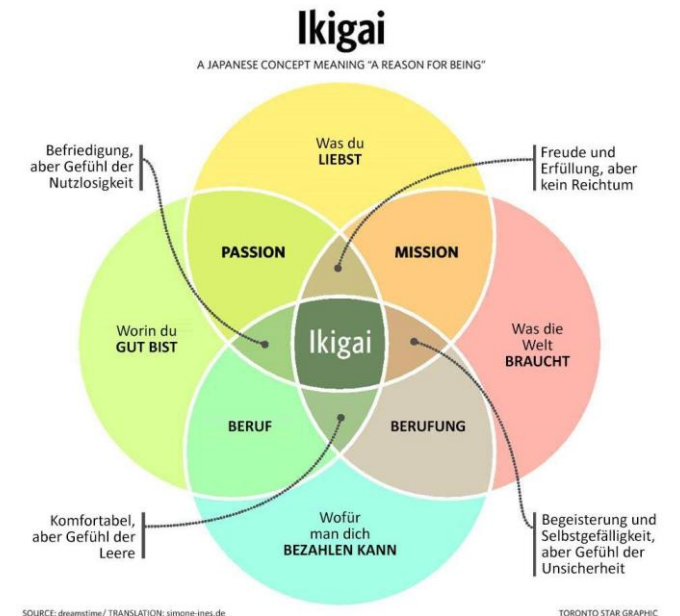 Ikigai
A JAPANESE CONCEPT MEANING "A REASON FOR BEING"
Befriedigung,
aber Gefühl der
Nutzlosigkeit
Was du
LIEBST
Freude und
Erfüllung, aber
kein Reichtum
PASSION
MISSION
Worin du
GUT BIST
Ikigai
Was die
Welt
BRAUCHT
BERUF
BERUFUNG
Komfortabel,
aber Gefühl der
Leere
Wofür
man dich
BEZAHLEN KANN
Begeisterung und
Selbstgefälligkeit,
aber Gefühl der
Unsicherheit
SOURCE: dreamstime/ TRANSLATION: simone-ines.de
TORONTO STAR GRAPHIC